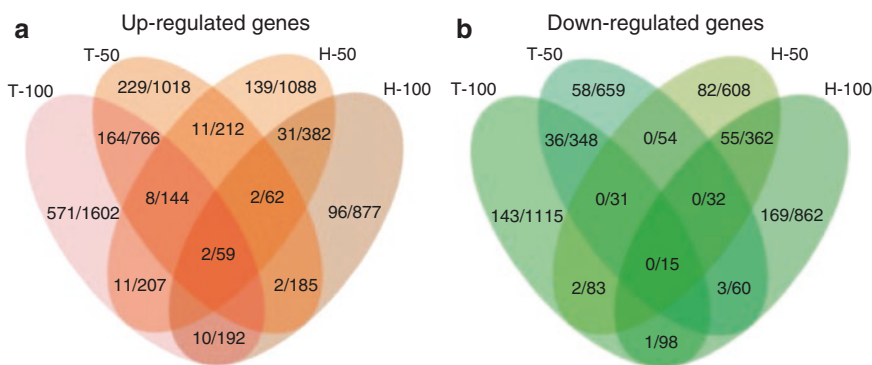 a
Up-regulated genes
T-50
H-50
T-100
H-100
229/1018
139/1088
164/766
11/212
31/382
571/1602
8/144
2/62
96/877
2/59
11/207
2/185
10/192
b
Down-regulated genes
T-50
H-50
T-100
H-100
58/659
82/608
36/348
0/54
55/362
143/1115
0/31
0/32
169/862
0/15
2/83
3/60
1/98